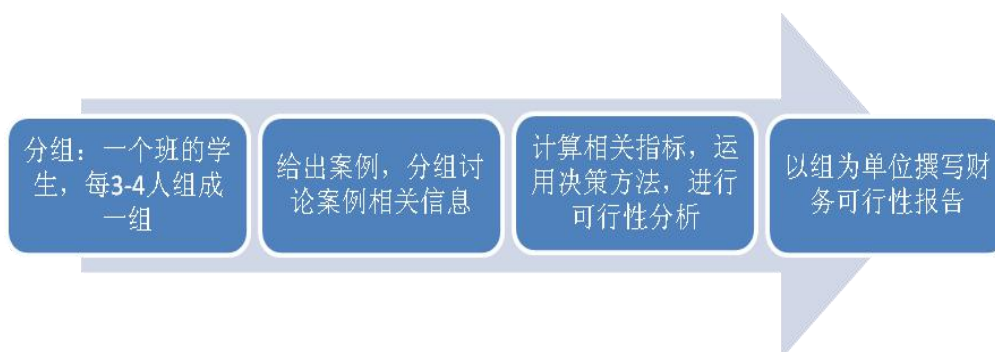 分组：一个班的学
生，每3-4人组成
一组
给出案例，分组讨
论案例相关信息
计算相关指标，运
用决策方法，进行
可行性分析
以组为单位撰写财
务可行性报告